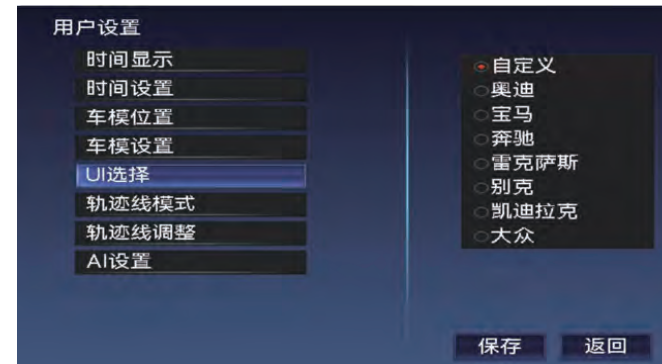 用户设置
时间显示
时间设置
车模位置
车模设置
UI选择
轨迹线模式
轨迹线调整
AI设置
自定义
奥迪
宝马
奔驰
雷克萨斯
别克
凯迪拉克
大众
保存
返回